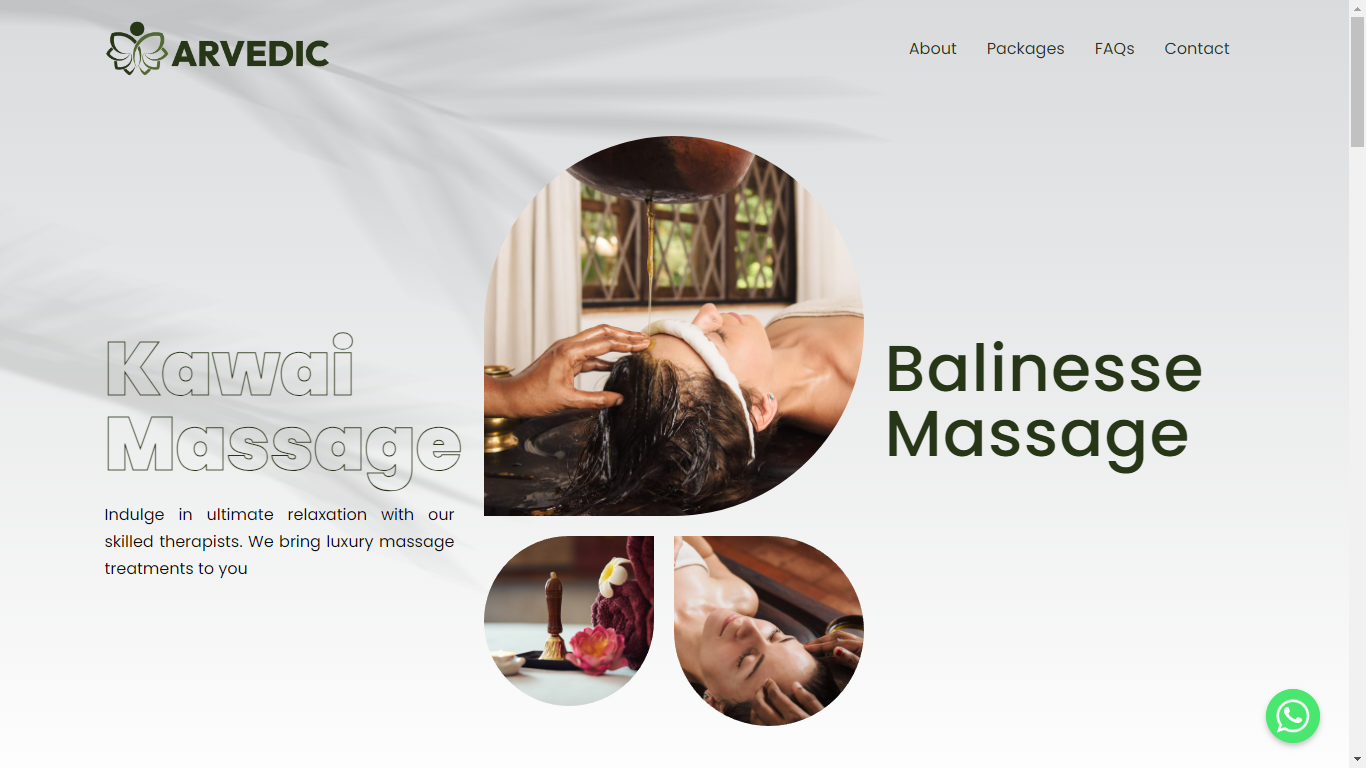 ARVEDIC
About Packages FAQs Contact
Kawai
Massage
Indulge in ultimate relaxation with our
skilled therapists. We bring luxury massage
treatments to you
Balinesse
Massage